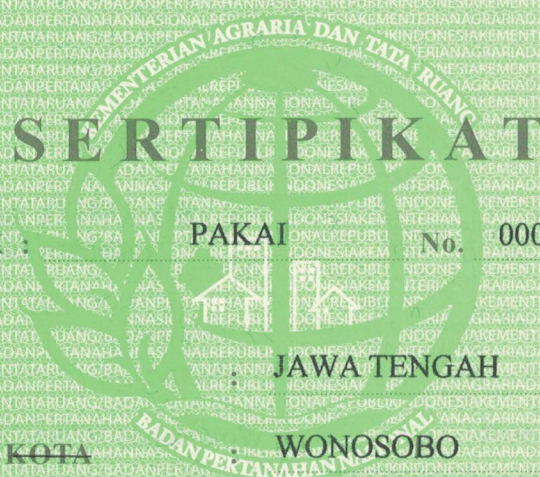 KEMENTERIAN AGRARIA DAN TATA RUANG
SERTIPIKAT
: PAKAI No. 000
: JAWA TENGAH
KOTA : WONOSOBO
BADAN PERTANAHAN NASIONAL